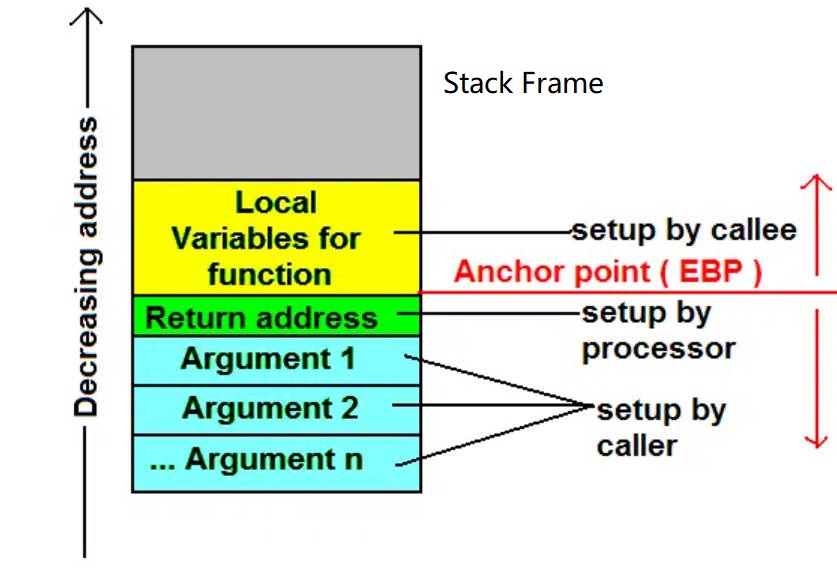 Decreasing address
Stack Frame
Local
Variables for
function
setup by callee
Anchor point ( EBP )
Return address
setup by
processor
Argument 1
Argument 2
... Argument n
setup by
caller